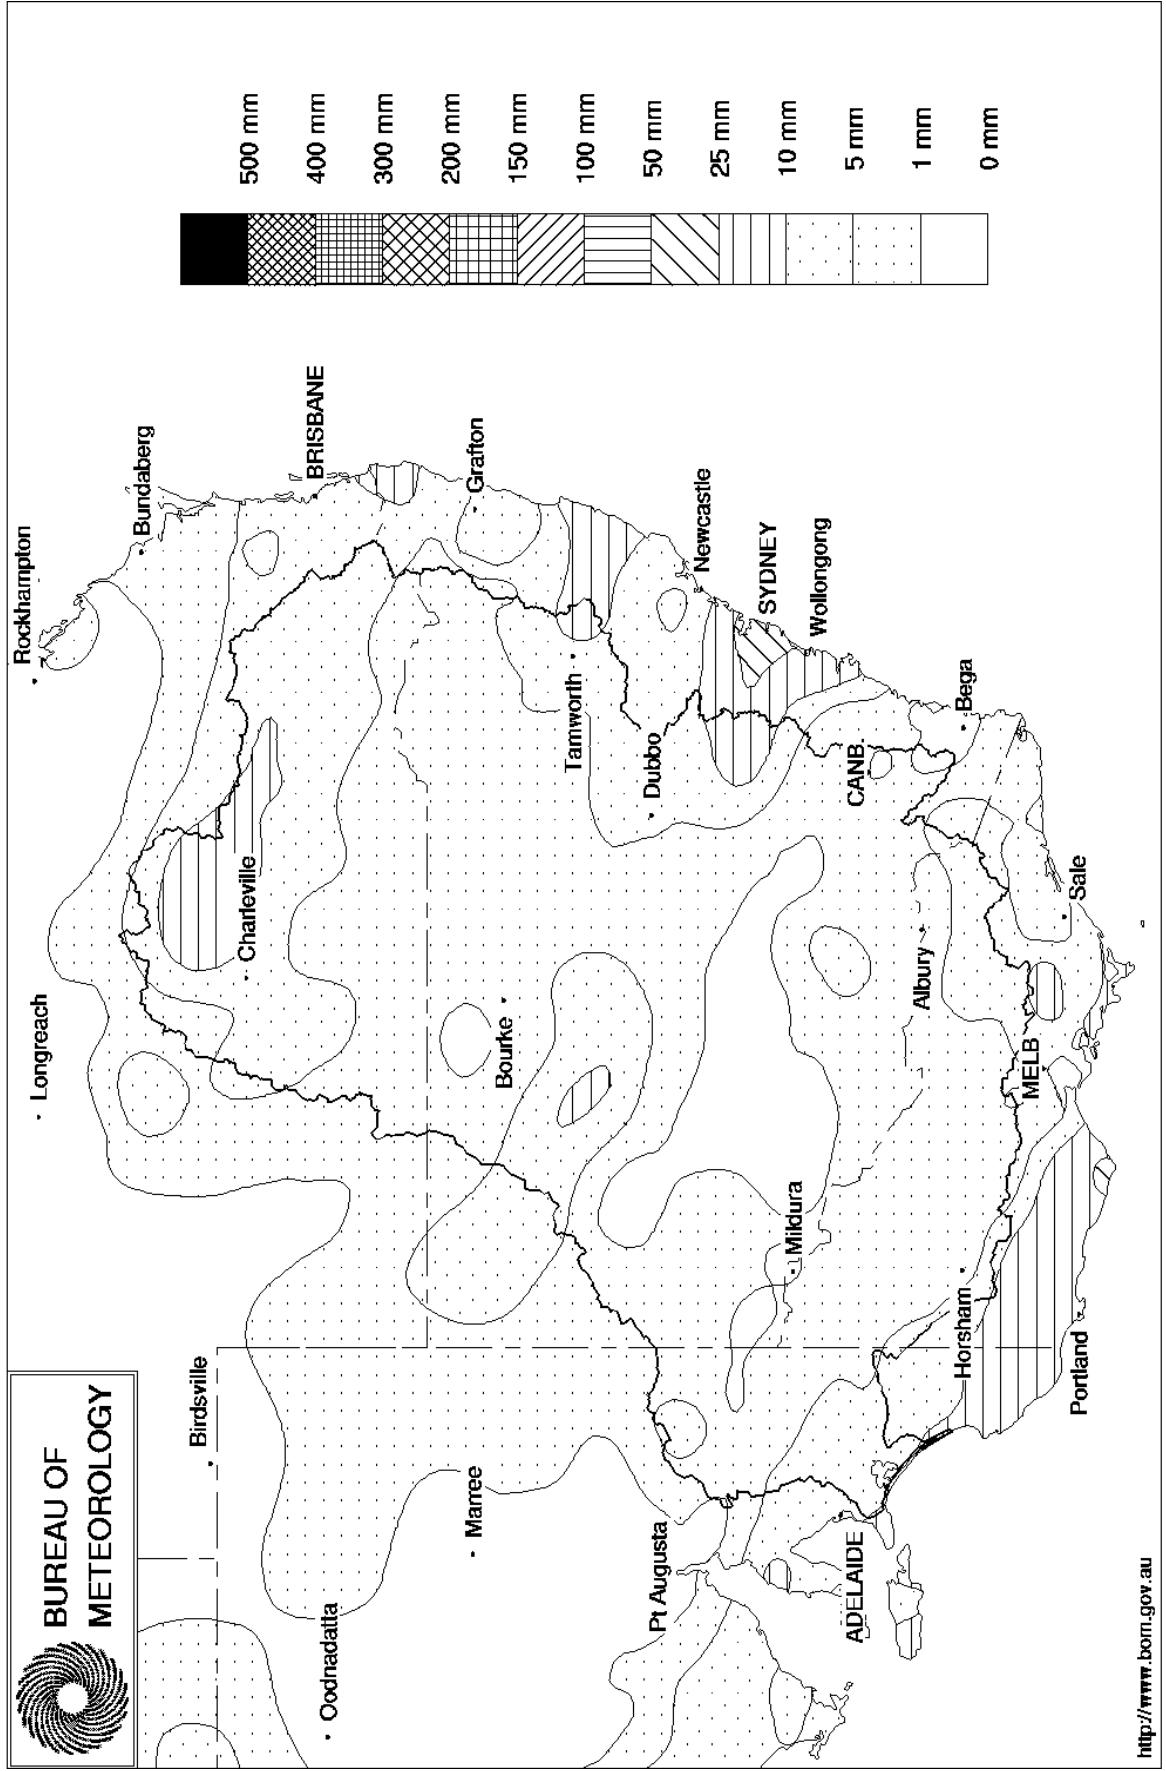 BUREAU OF
METEOROLOGY
500 mm
400 mm
300 mm
200 mm
150 mm
100 mm
50 mm
25 mm
10 mm
5 mm
1 mm
0 mm
Rockhampton
Longreach
Bundaberg
BRISBANE
Birdsville
Charleville
Oodnadatta
Grafton
Marree
Bourke
Tamworth
Newcastle
Dubbo
Pt Augusta
SYDNEY
Wollongong
Mildura
CANB.
ADELAIDE
Albury
Bega
Horsham
MELB
Sale
Portland
http://www.bom.gov.au